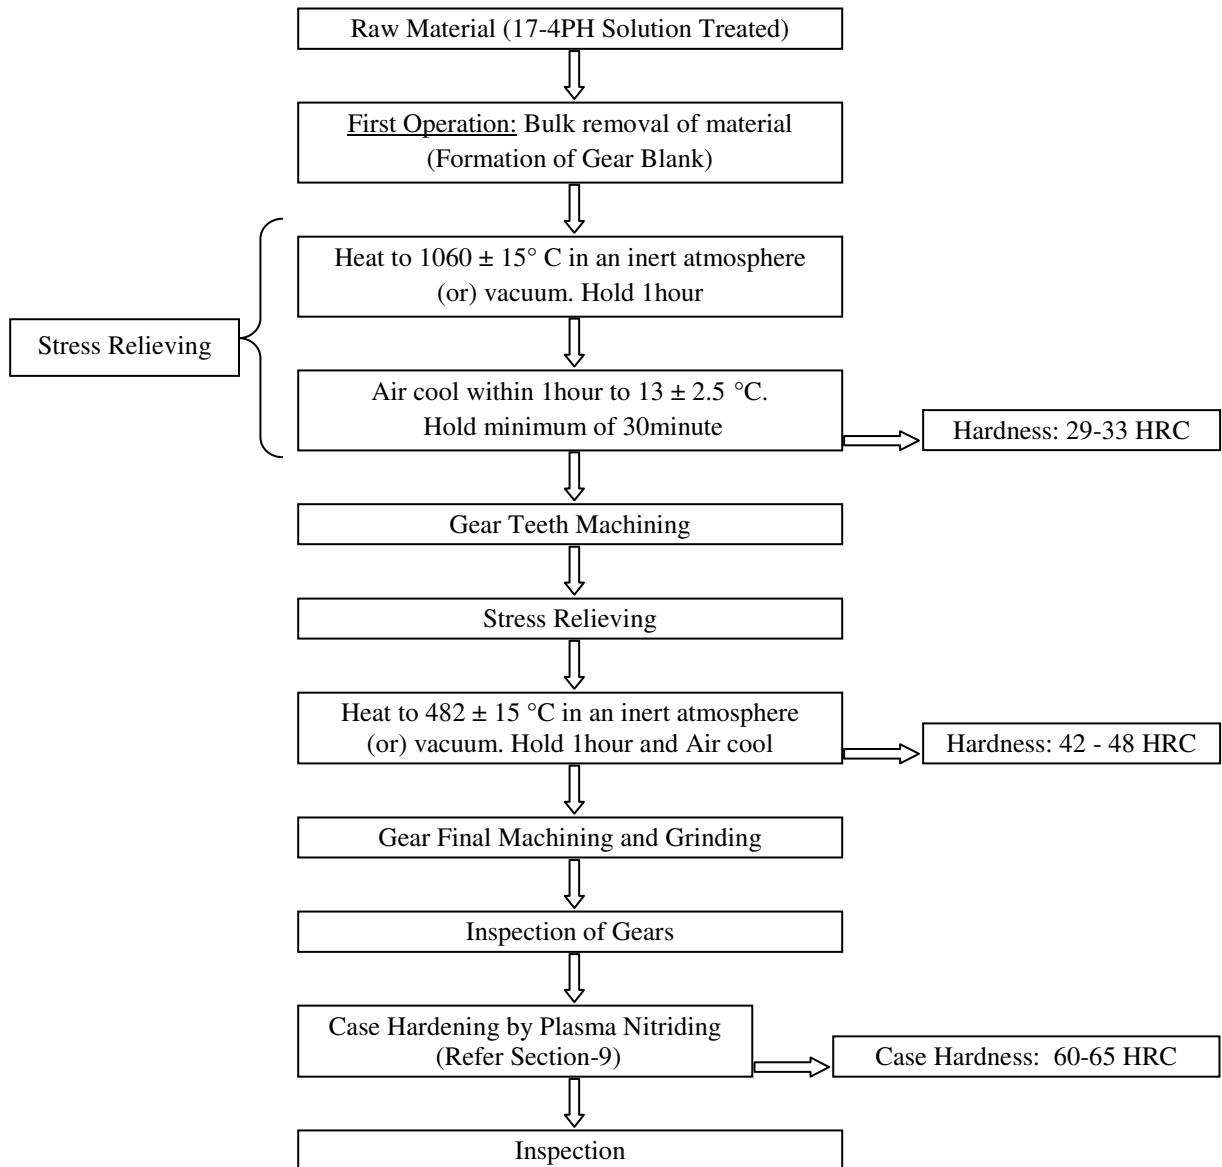 Raw Material (17-4PH Solution Treated)
First Operation: Bulk removal of material
(Formation of Gear Blank)
Heat to 1060 ± 15° C in an inert atmosphere
(or) vacuum. Hold 1hour
Stress Relieving
Air cool within 1hour to 13 ± 2.5 °C.
Hold minimum of 30minute
Hardness: 29-33 HRC
Gear Teeth Machining
Stress Relieving
Heat to 482 ± 15 °C in an inert atmosphere
(or) vacuum. Hold 1hour and Air cool
Hardness: 42 - 48 HRC
Gear Final Machining and Grinding
Inspection of Gears
Case Hardening by Plasma Nitriding
(Refer Section-9)
Case Hardness:  60-65 HRC
Inspection